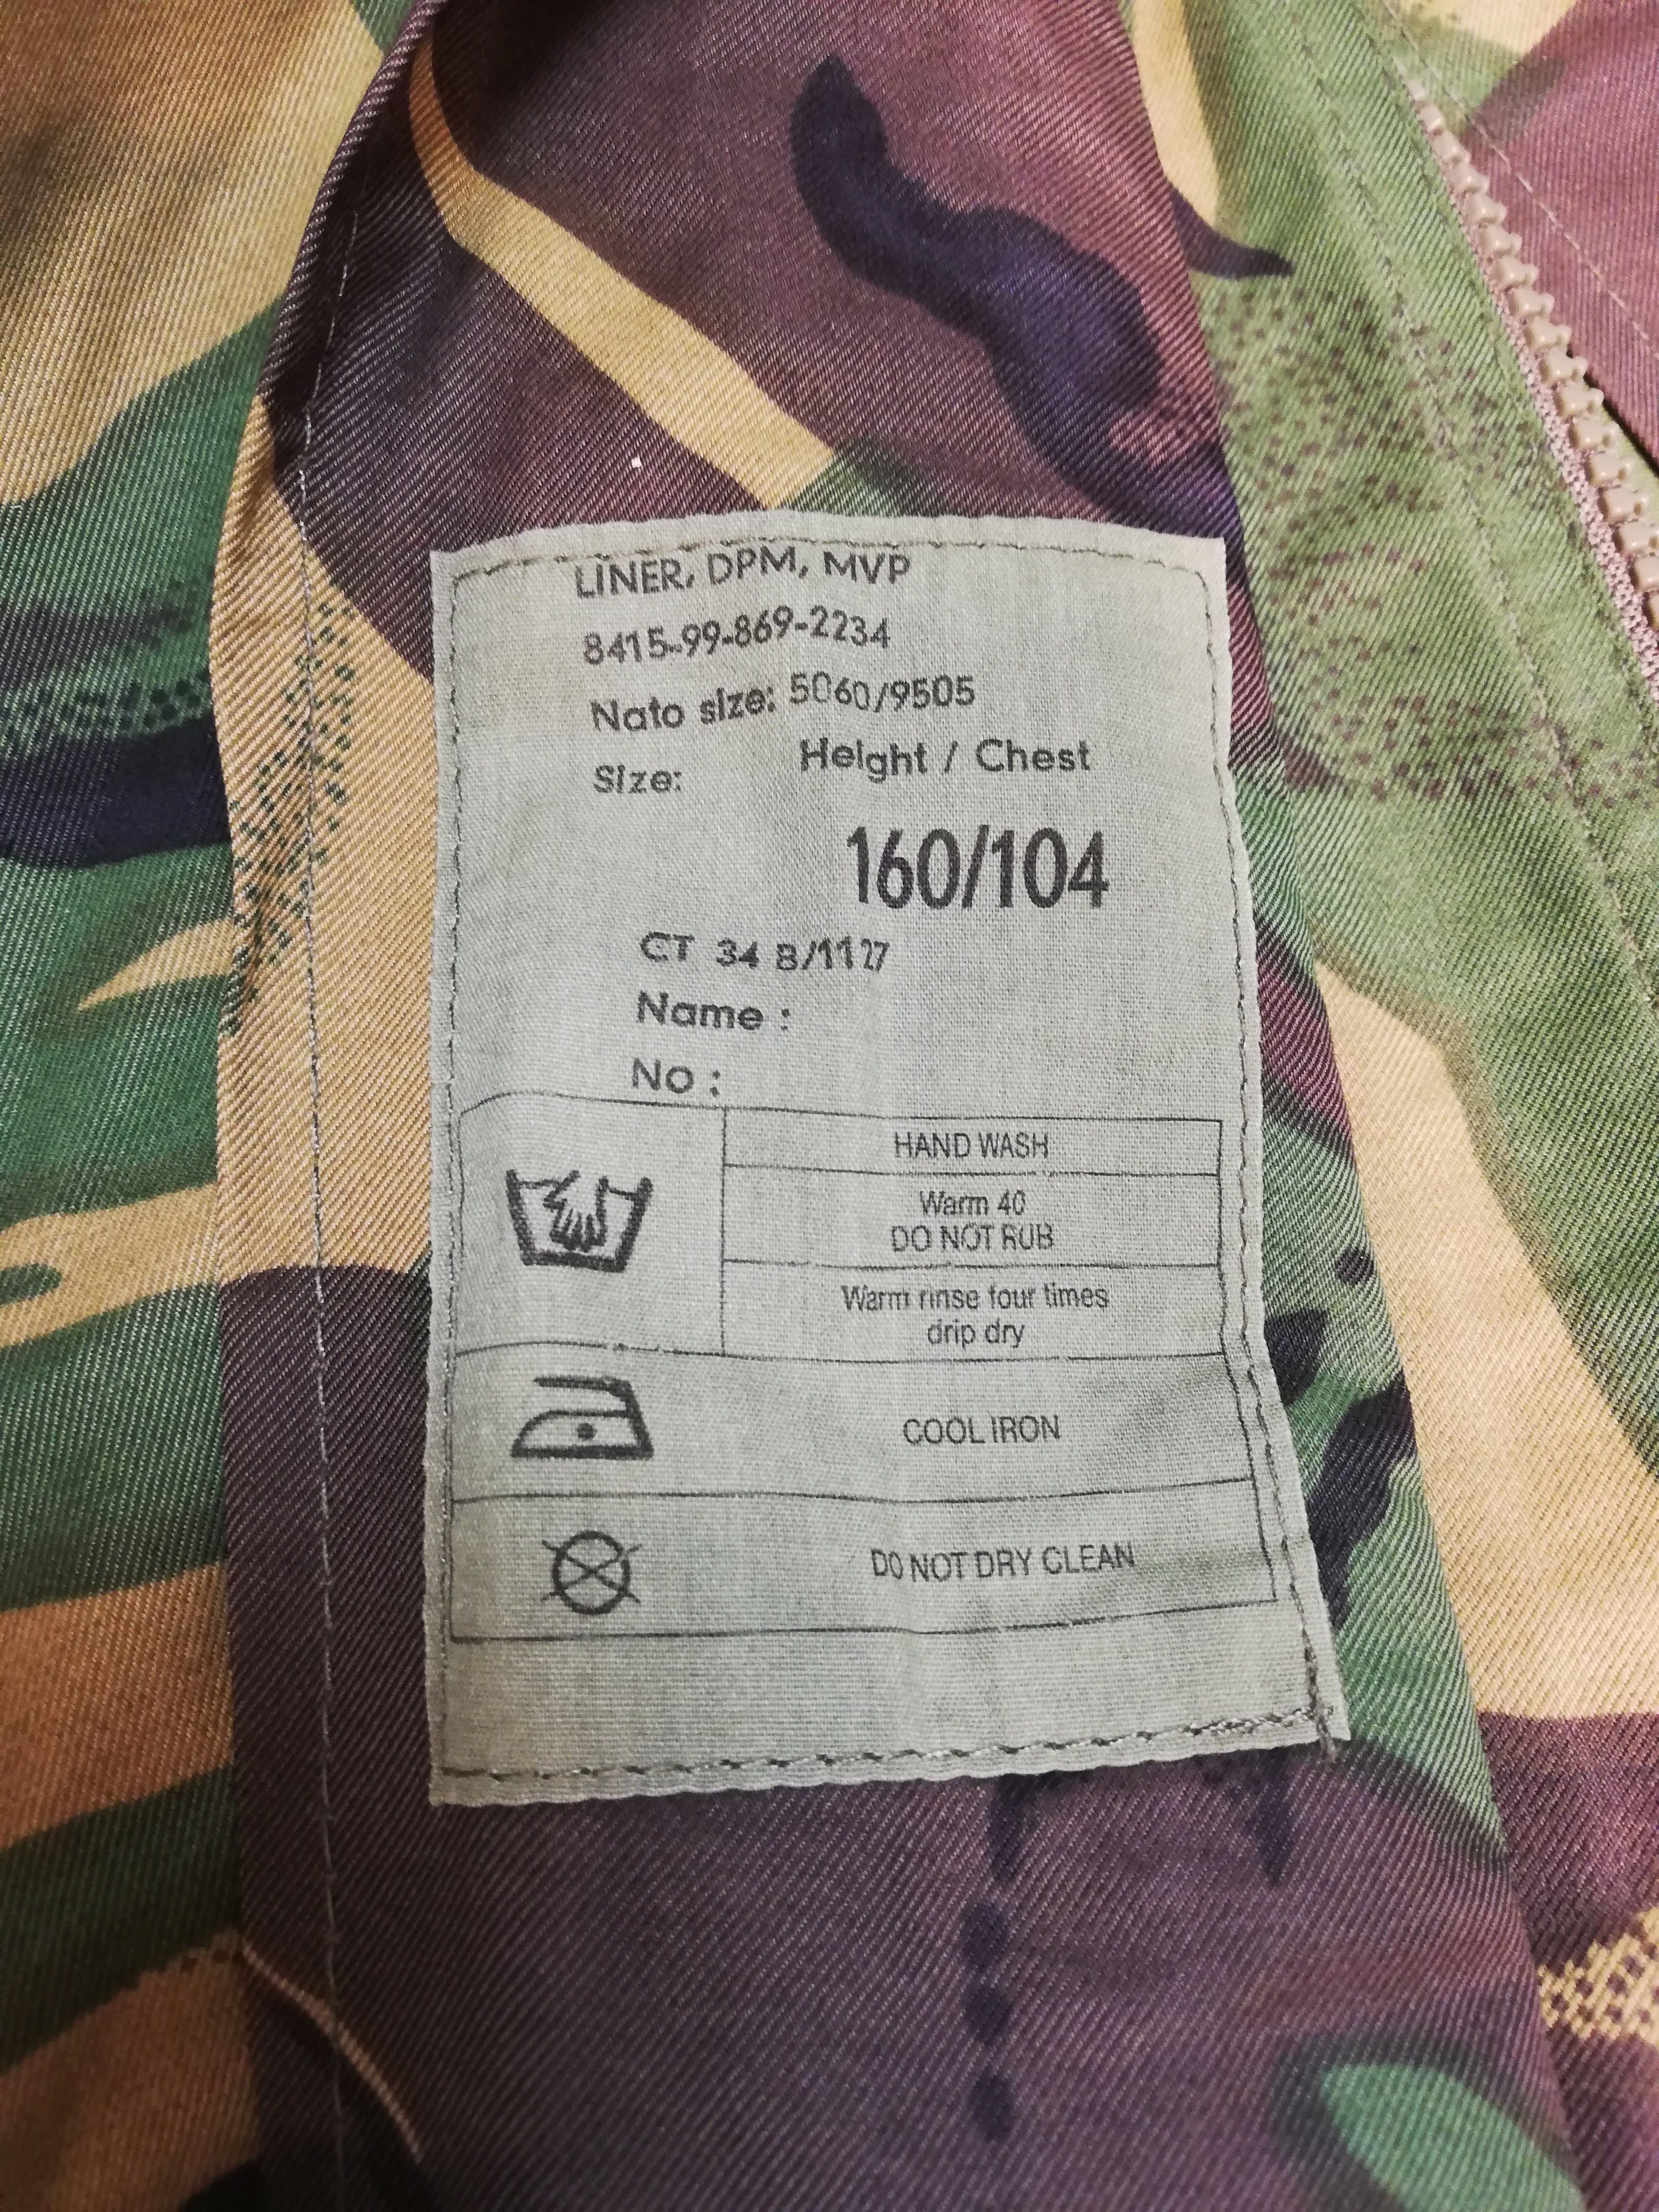 LINER, DPM, MVP
8415-99-869-2234
Nato size: 5060/9505
Size: Height / Chest
160/104
CT 34 B/1127
Name :
No :
HAND WASH
Warm 40
DO NOT RUB
Warm rinse four times
drip dry
COOL IRON
DO NOT DRY CLEAN